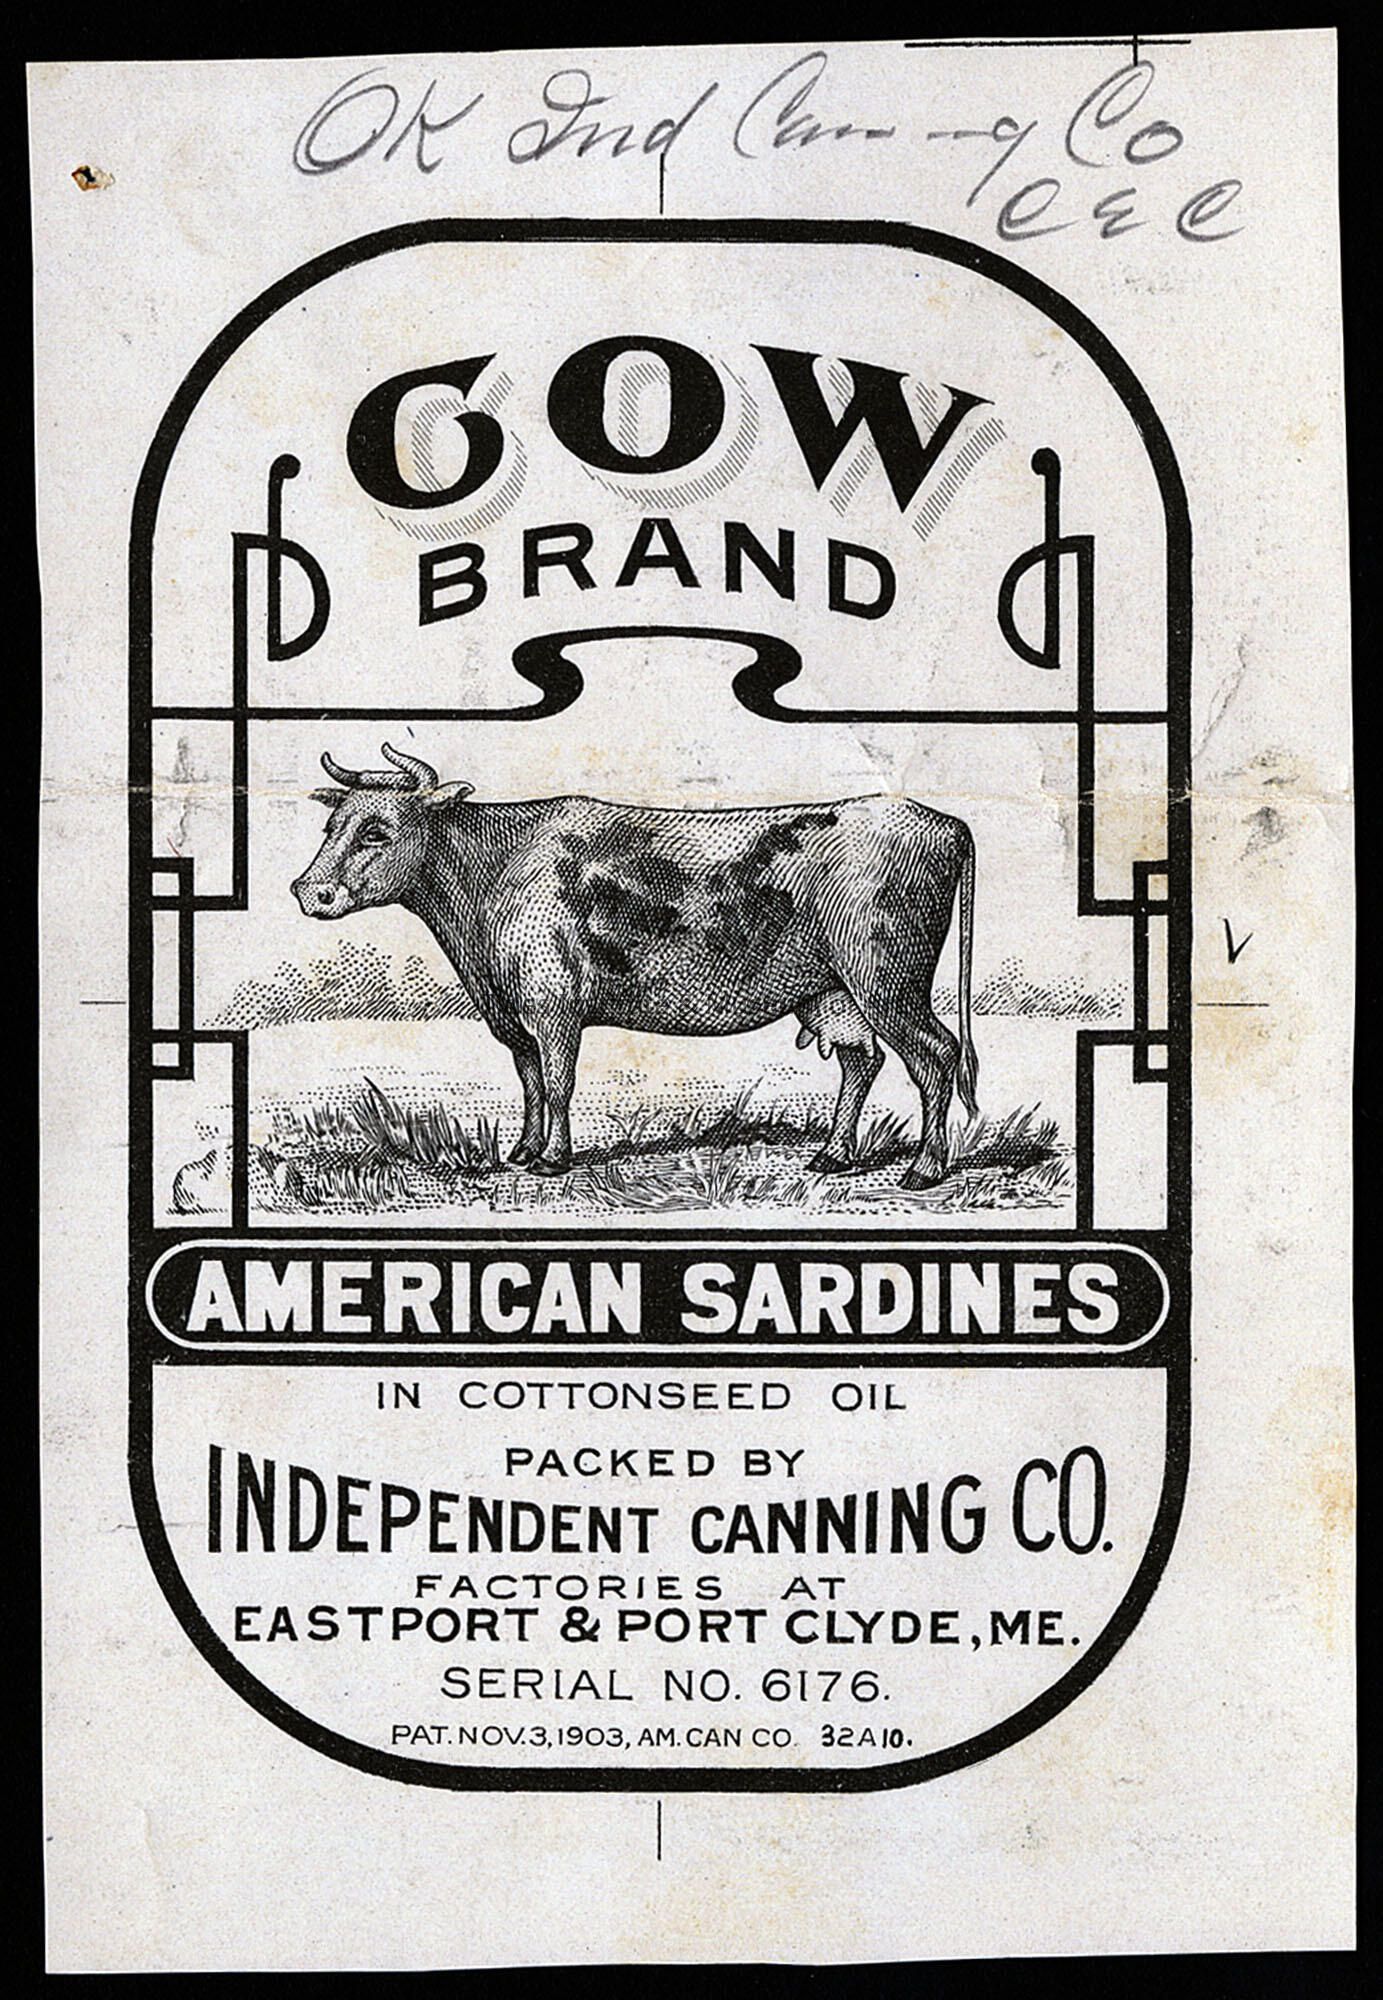 OK Ind Canning Co
C E C
COW
BRAND
AMERICAN SARDINES
IN COTTONSEED OIL
PACKED BY
INDEPENDENT CANNING CO.
FACTORIES AT
EASTPORT & PORT CLYDE, ME.
SERIAL NO. 6176.
PAT. NOV. 3, 1903, AM. CAN CO. 32A10.